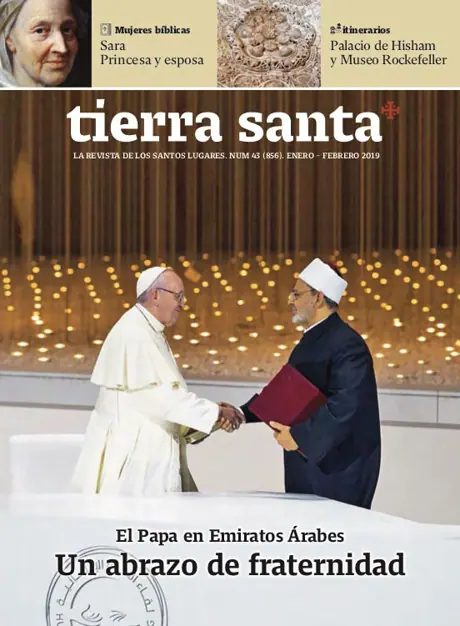 Mujeres bíblicas
Sara
Princesa y esposa
itinerarios
Palacio de Hisham
y Museo Rockefeller
tierra santa
LA REVISTA DE LOS SANTOS LUGARES. NUM 43 (856). ENERO – FEBRERO 2019
El Papa en Emiratos Árabes
Un abrazo de fraternidad